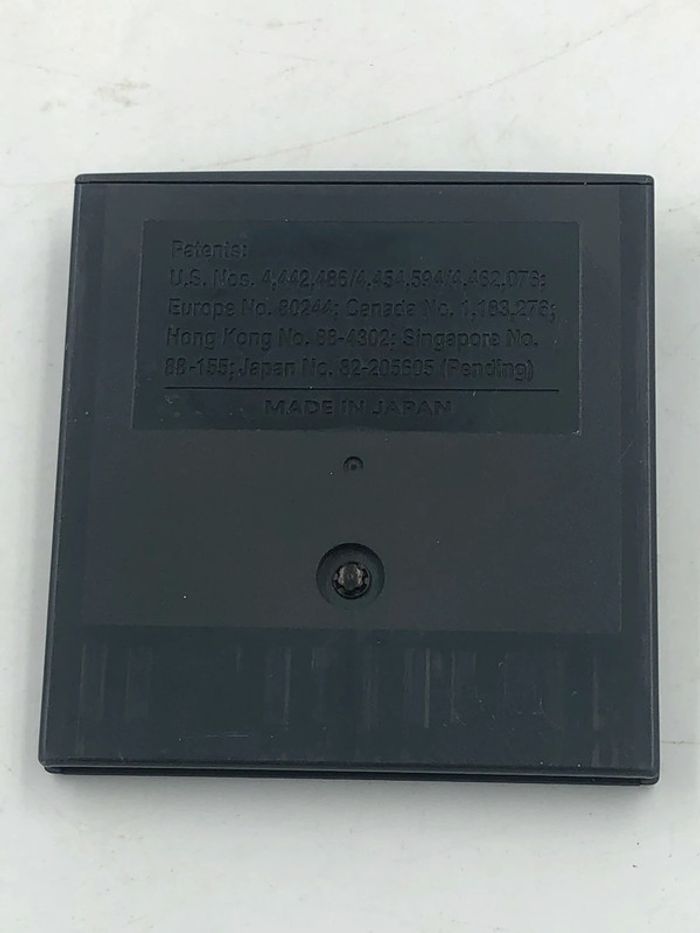 Patents:
U.S. Nos. 4,442,486/4,454,594/4,462,076;
Europe No. 80244; Canada No. 1,183,276;
Hong Kong No. 88-4302; Singapore No.
88-155; Japan No. 82-205605 (Pending)
MADE IN JAPAN